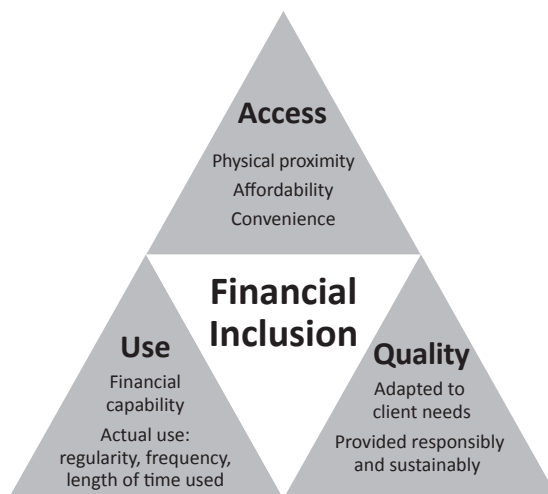 Access
Physical proximity
Affordability
Convenience
Financial
Inclusion
Use
Financial
capability
Actual use:
regularity, frequency,
length of time used
Quality
Adapted to
client needs
Provided responsibly
and sustainably